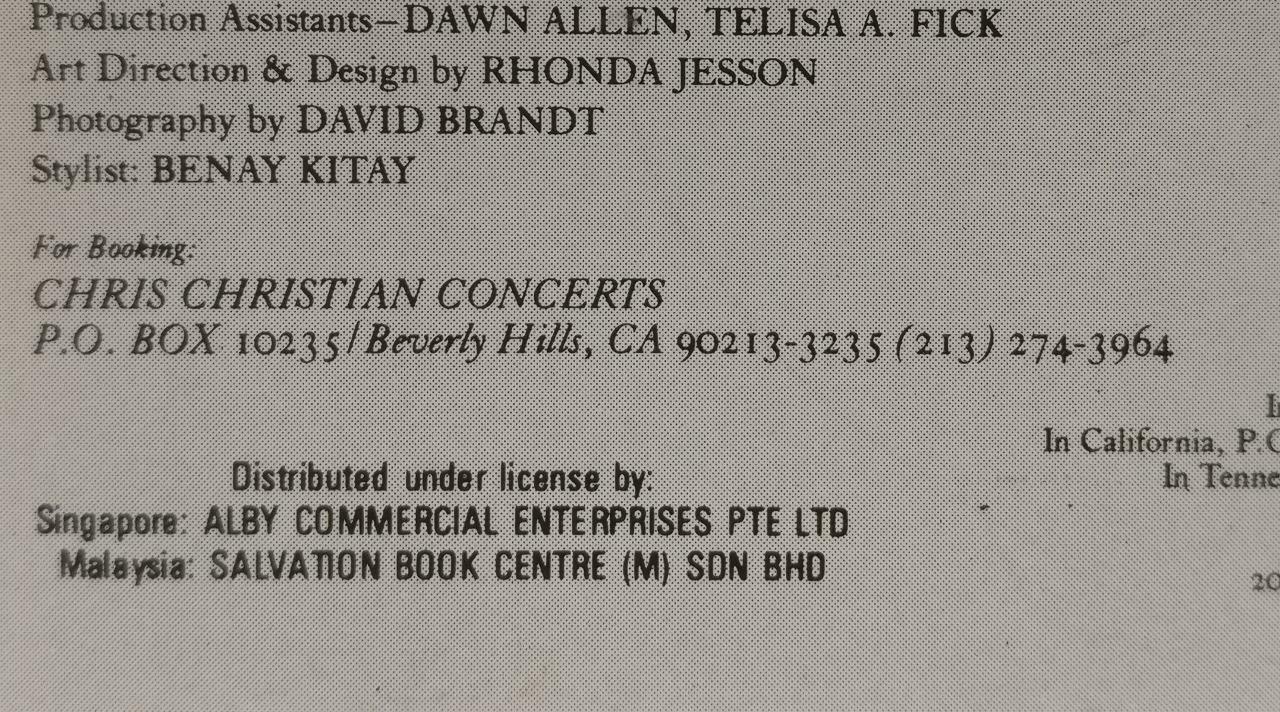 Production Assistants—DAWN ALLEN, TELISA A. FICK
Art Direction & Design by RHONDA JESSON
Photography by DAVID BRANDT
Stylist: BENAY KITAY
For Booking:
CHRIS CHRISTIAN CONCERTS
P.O. BOX 10235/Beverly Hills, CA 90213-3235 (213) 274-3964
In California,
In
Distributed under license by:
Singapore: ALBY COMMERCIAL ENTERPRISES PTE LTD
Malaysia: SALVATION BOOK CENTRE (M) SDN BHD